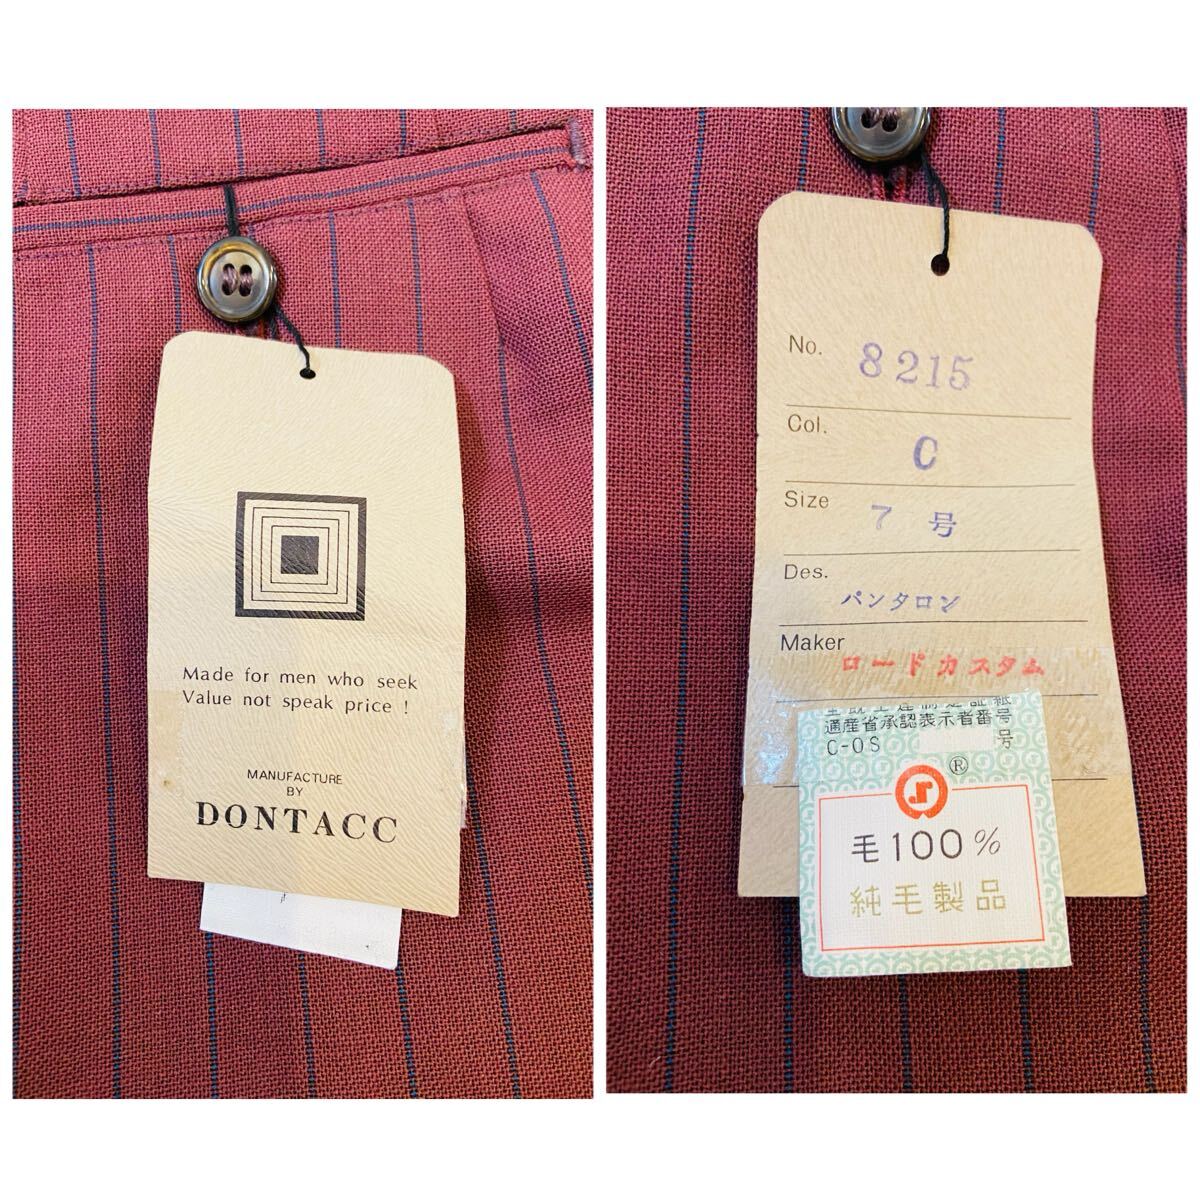 Made for men who seek
Value not speak price !
MANUFACTURE
BY
DONTACC
No. 8215
Col. C
Size 7 号
Des. パンタロン
Maker ロードカスタム
通産省承認表示者番号
C-OS 号
®
毛100%
純毛製品